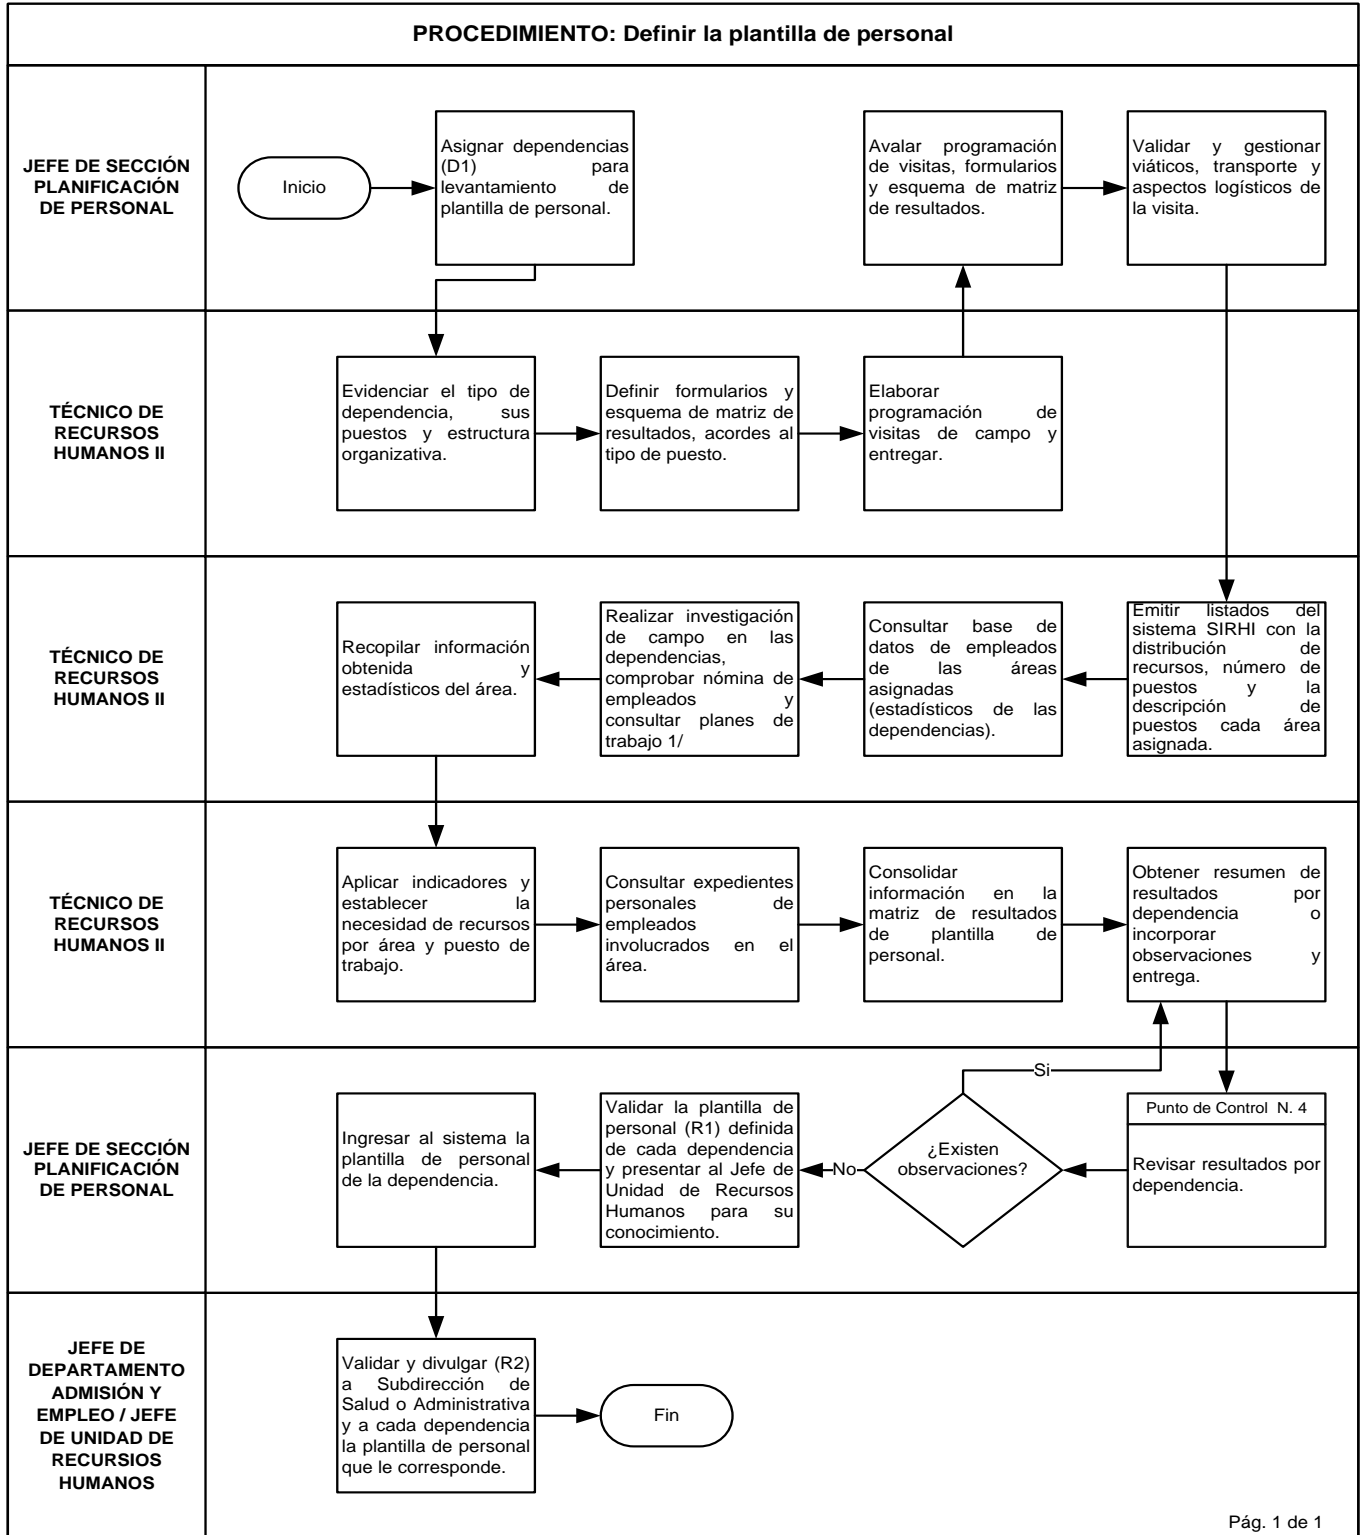 PROCEDIMIENTO: Definir la plantilla de personal
JEFE DE SECCIÓN
PLANIFICACIÓN
DE PERSONAL
Inicio
Asignar dependencias
(D1) para
levantamiento de
plantilla de personal.
Avalar programación
de visitas, formularios
y esquema de matriz
de resultados.
Validar y gestionar
viáticos, transporte y
aspectos logísticos de
la visita.
TÉCNICO DE
RECURSOS
HUMANOS II
Evidenciar el tipo de
dependencia, sus
puestos y estructura
organizativa.
Definir formularios y
esquema de matriz de
resultados, acordes al
tipo de puesto.
Elaborar
programación de
visitas de campo y
entregar.
TÉCNICO DE
RECURSOS
HUMANOS II
Recopilar información
obtenida y
estadísticos del área.
Realizar investigación
de campo en las
dependencias,
comprobar nómina de
empleados y
consultar planes de
trabajo 1/
Consultar base de
datos de empleados
de las áreas
asignadas
(estadísticos de las
dependencias).
Emitir listados del
sistema SIRHI con la
distribución de
recursos, número de
puestos y la
descripción de
puestos cada área
asignada.
TÉCNICO DE
RECURSOS
HUMANOS II
Aplicar indicadores y
establecer la
necesidad de recursos
por área y puesto de
trabajo.
Consultar expedientes
personales de
empleados
involucrados en el
área.
Consolidar
información en la
matriz de resultados
de plantilla de
personal.
Obtener resumen de
resultados por
dependencia o
incorporar
observaciones y
entrega.
JEFE DE SECCIÓN
PLANIFICACIÓN
DE PERSONAL
Ingresar al sistema la
plantilla de personal
de la dependencia.
Validar la plantilla de
personal (R1) definida
de cada dependencia
y presentar al Jefe de
Unidad de Recursos
Humanos para su
conocimiento.
No
¿Existen
observaciones?
Si
Punto de Control N. 4
Revisar resultados por
dependencia.
JEFE DE
DEPARTAMENTO
ADMISIÓN Y
EMPLEO / JEFE
DE UNIDAD DE
RECURSIOS
HUMANOS
Validar y divulgar (R2)
a Subdirección de
Salud o Administrativa
y a cada dependencia
la plantilla de personal
que le corresponde.
Fin
Pág. 1 de 1